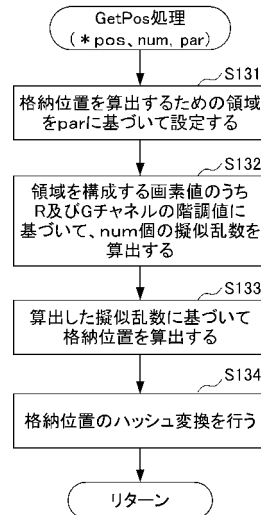 GetPos処理
(*pos、num, par)
S131
格納位置を算出するための領域
をparに基づいて設定する
S132
領域を構成する画素値のうち
R及びGチャネルの階調値に
基づいて、num個の擬似乱数を
算出する
S133
算出した擬似乱数に基づいて
格納位置を算出する
S134
格納位置のハッシュ変換を行う
リターン